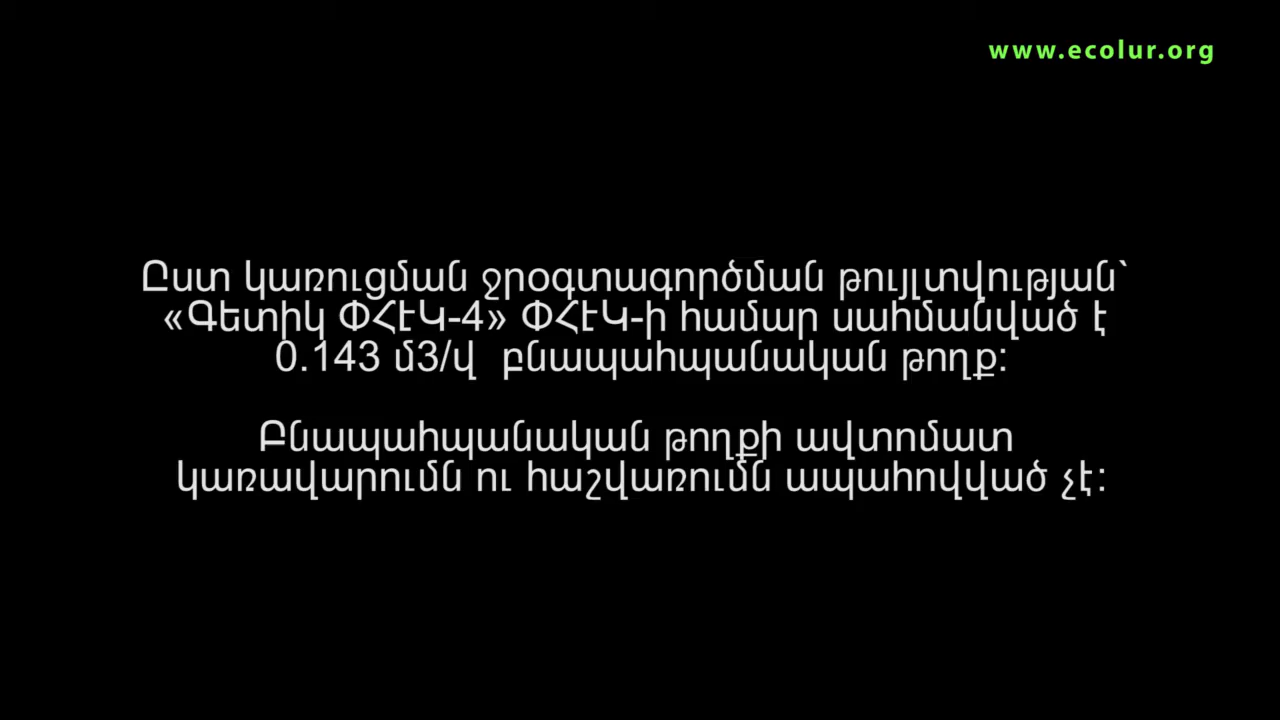 www.ecolur.org
Ըստ կառուցման ջրօգտագործման թույլտվության՝
«Գետիկ ՓՀԷԿ-4» ՓՀԷԿ-ի համար սահմանված է
0.143 մ3/վ բնապահպանական թողք:
Բնապահպանական թողքի ավտոմատ
կառավարումն ու հաշվառումն ապահովված չէ: